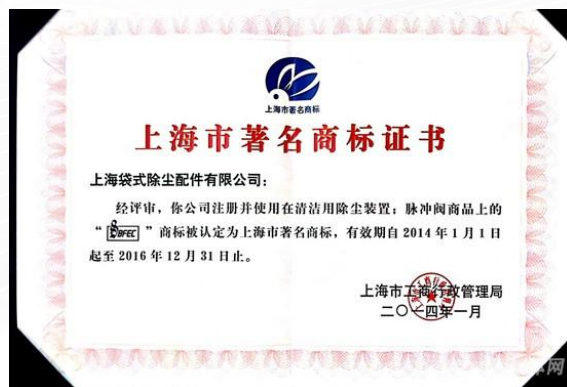 上海市著名商标
上海市著名商标证书
上海袋式除尘配件有限公司：
经评审，你公司注册并使用在清洁用除尘装置；脉冲阀商品上的
“SBFEC”商标被认定为上海市著名商标，有效期自2014年1月1日
起至2016年12月31日止。
上海市工商行政管理局
二〇一四年一月
网